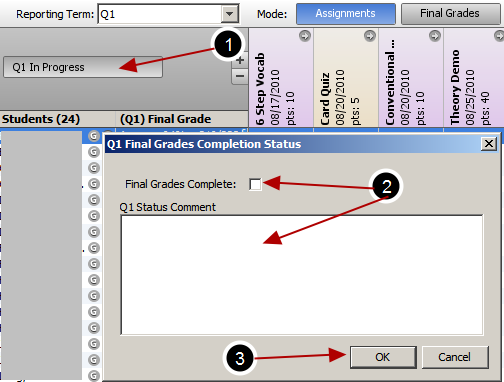 Reporting Term: Q1 Mode: Assignments Final Grades
1
Q1 In Progress
+
−
6 Step Vocab
08/17/2010
pts: 10
Card Quiz
08/20/2010
pts: 5
Conventional ...
08/20/2010
pts: 10
Theory Demo
08/25/2010
pts: 40
Students (24) (Q1) Final Grade
Q1 Final Grades Completion Status
Final Grades Complete:
2
Q1 Status Comment
3
OK Cancel
G
G
G
G
G
G
G
G
G
G
G
G